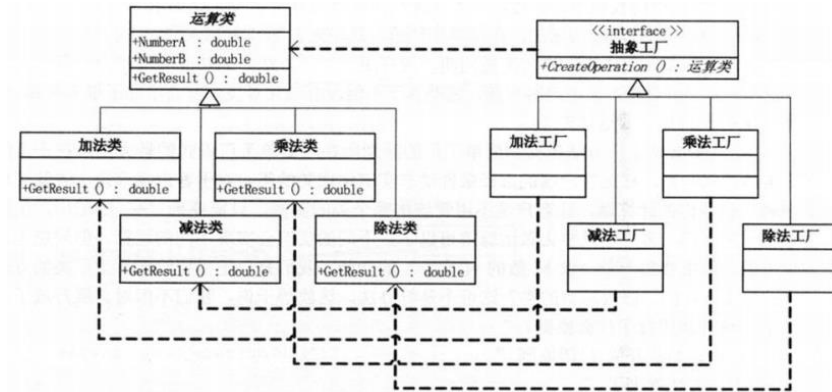 运算类
+NumberA : double
+NumberB : double
+GetResult () : double
<<interface >>
抽象工厂
+CreateOperation () : 运算类
加法类
+GetResult () : double
乘法类
+GetResult () : double
加法工厂
乘法工厂
减法类
+GetResult () : double
除法类
+GetResult () : double
减法工厂
除法工厂